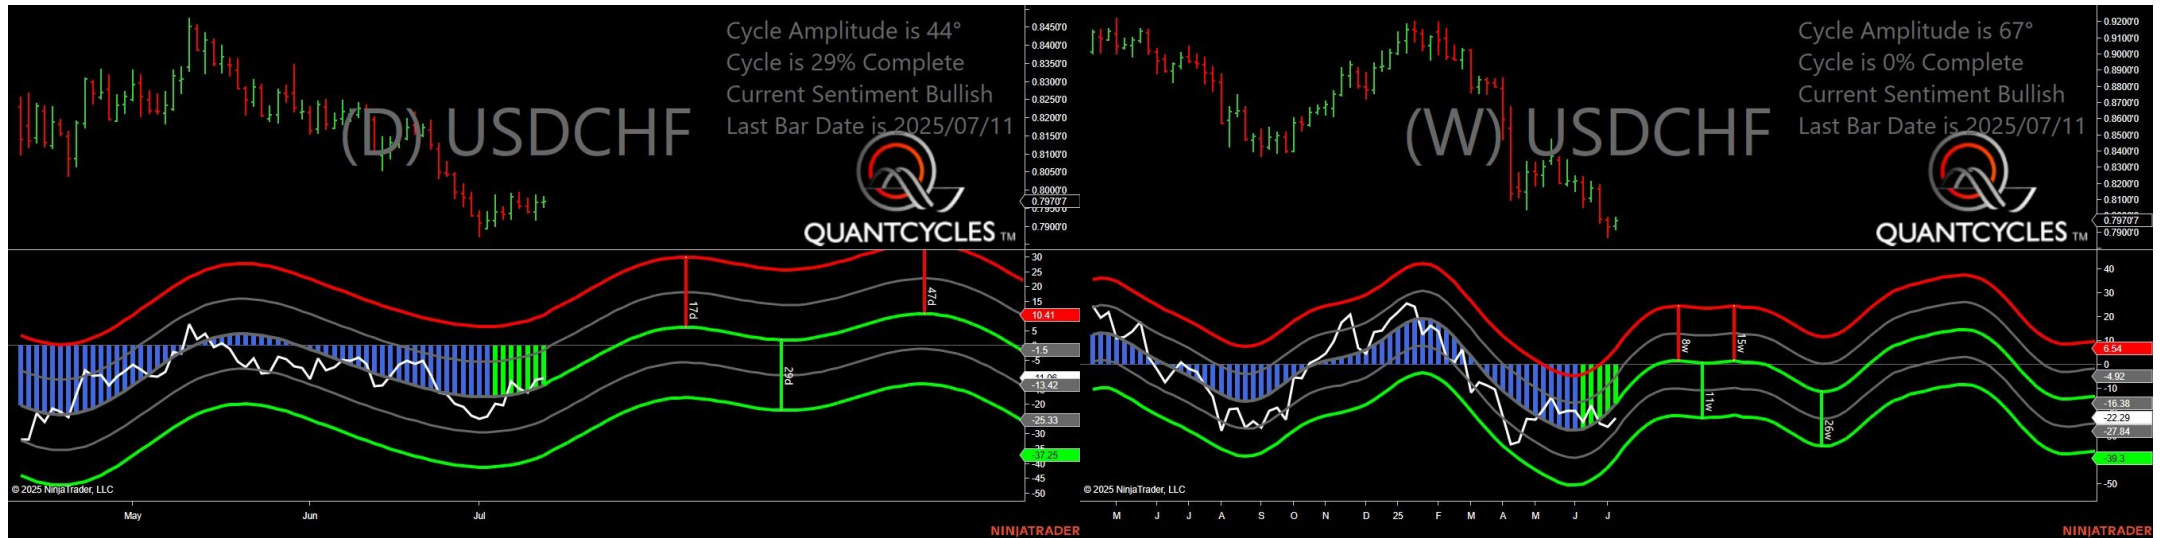 Cycle Amplitude is 44°
Cycle is 29% Complete
Current Sentiment Bullish
Last Bar Date is 2025/07/11
(D) USDCHF
QUANTCYCLES TM
0.8450'0
0.8400'0
0.8350'0
0.8300'0
0.8250'0
0.8200'0
0.8150'0
0.8100'0
0.8050'0
0.8000'0
0.7970'7
0.7950'0
0.7900'0
30
25
20
15
10.41
5
-1.5
-5
-11.06
-13.42
-20
-25.33
-30
-37.25
-40
-45
-50
17d
29d
47d
© 2025 NinjaTrader, LLC
May
Jun
Jul
NINJATRADER
Cycle Amplitude is 67°
Cycle is 0% Complete
Current Sentiment Bullish
Last Bar Date is 2025/07/11
(W) USDCHF
QUANTCYCLES TM
0.9200'0
0.9100'0
0.9000'0
0.8900'0
0.8800'0
0.8700'0
0.8600'0
0.8500'0
0.8400'0
0.8300'0
0.8200'0
0.8100'0
0.7970'7
0.7900'0
40
30
20
10
6.54
0
-4.92
-10
-16.38
-22.29
-27.84
-39.3
-50
8w
11w
15w
26w
© 2025 NinjaTrader, LLC
M J J A S O N D 25 F M A M J J
NINJATRADER